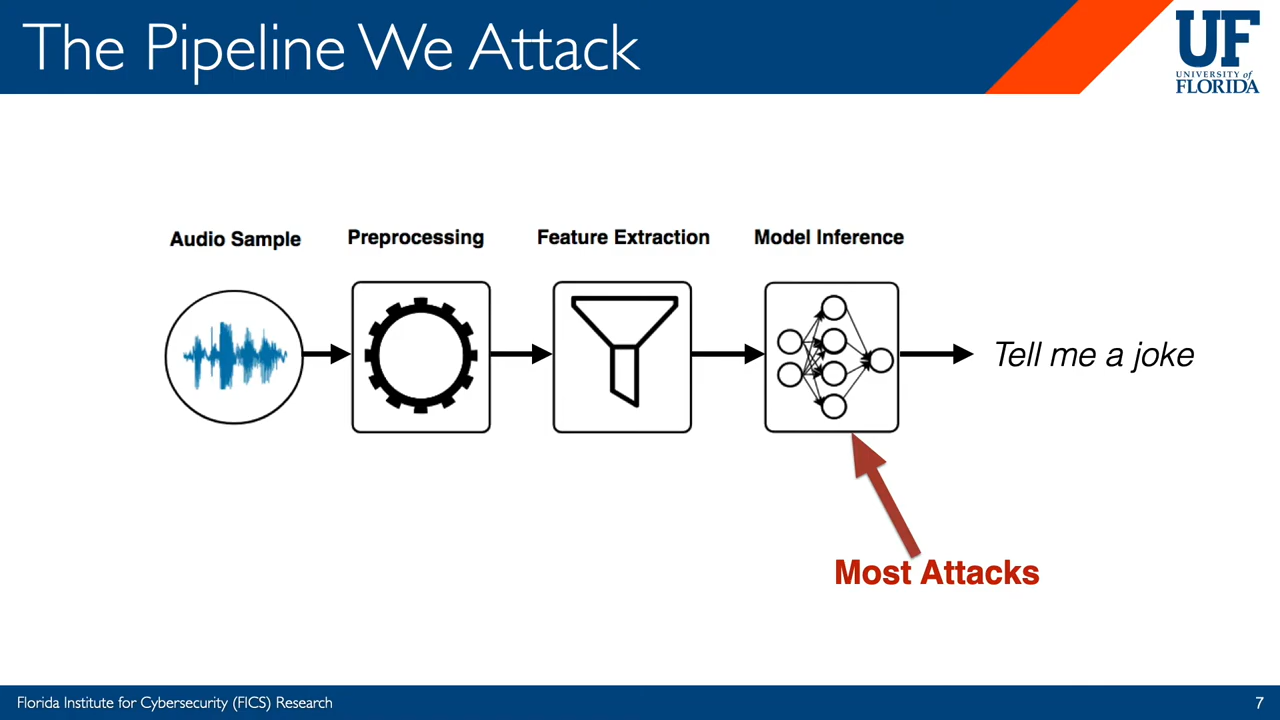 The Pipeline We Attack
UF
UNIVERSITY of
FLORIDA
Audio Sample
Preprocessing
Feature Extraction
Model Inference
Tell me a joke
Most Attacks
Florida Institute for Cybersecurity (FICS) Research
7